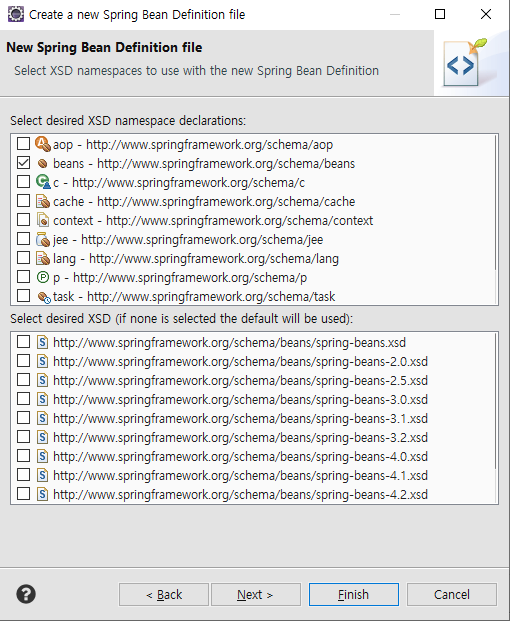 Create a new Spring Bean Definition file
New Spring Bean Definition file
Select XSD namespaces to use with the new Spring Bean Definition
Select desired XSD namespace declarations:
aop - http://www.springframework.org/schema/aop
beans - http://www.springframework.org/schema/beans
c - http://www.springframework.org/schema/c
cache - http://www.springframework.org/schema/cache
context - http://www.springframework.org/schema/context
jee - http://www.springframework.org/schema/jee
lang - http://www.springframework.org/schema/lang
p - http://www.springframework.org/schema/p
task - http://www.springframework.org/schema/task
Select desired XSD (if none is selected the default will be used):
http://www.springframework.org/schema/beans/spring-beans.xsd
http://www.springframework.org/schema/beans/spring-beans-2.0.xsd
http://www.springframework.org/schema/beans/spring-beans-2.5.xsd
http://www.springframework.org/schema/beans/spring-beans-3.0.xsd
http://www.springframework.org/schema/beans/spring-beans-3.1.xsd
http://www.springframework.org/schema/beans/spring-beans-3.2.xsd
http://www.springframework.org/schema/beans/spring-beans-4.0.xsd
http://www.springframework.org/schema/beans/spring-beans-4.1.xsd
http://www.springframework.org/schema/beans/spring-beans-4.2.xsd
? < Back Next > Finish Cancel